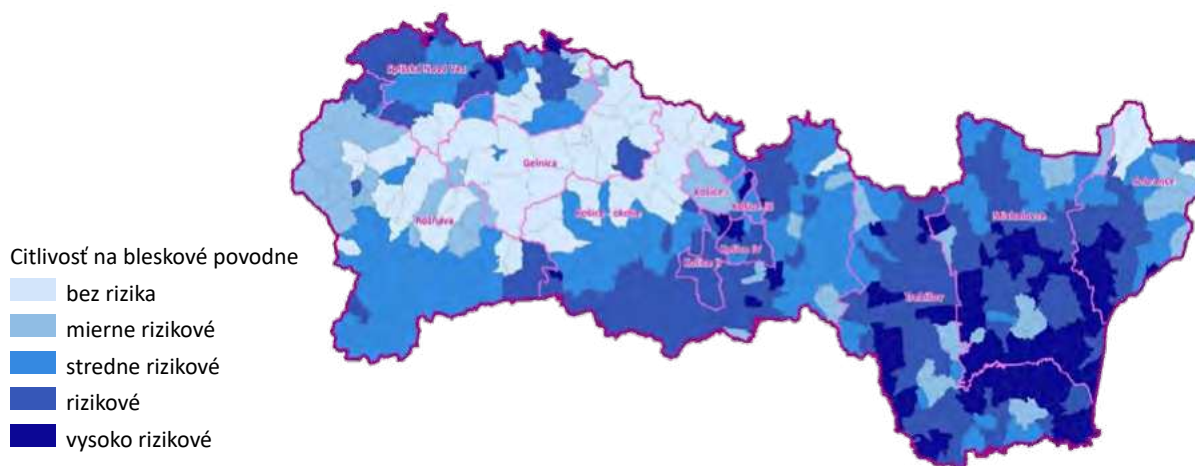 Spišská Nová Ves
Gelnica
Košice I
Košice III
Rožňava
Košice - okolie
Košice IV
Košice II
Michalovce
Sobrance
Trebišov
Citlivosť na bleskové povodne
bez rizika
mierne rizikové
stredne rizikové
rizikové
vysoko rizikové